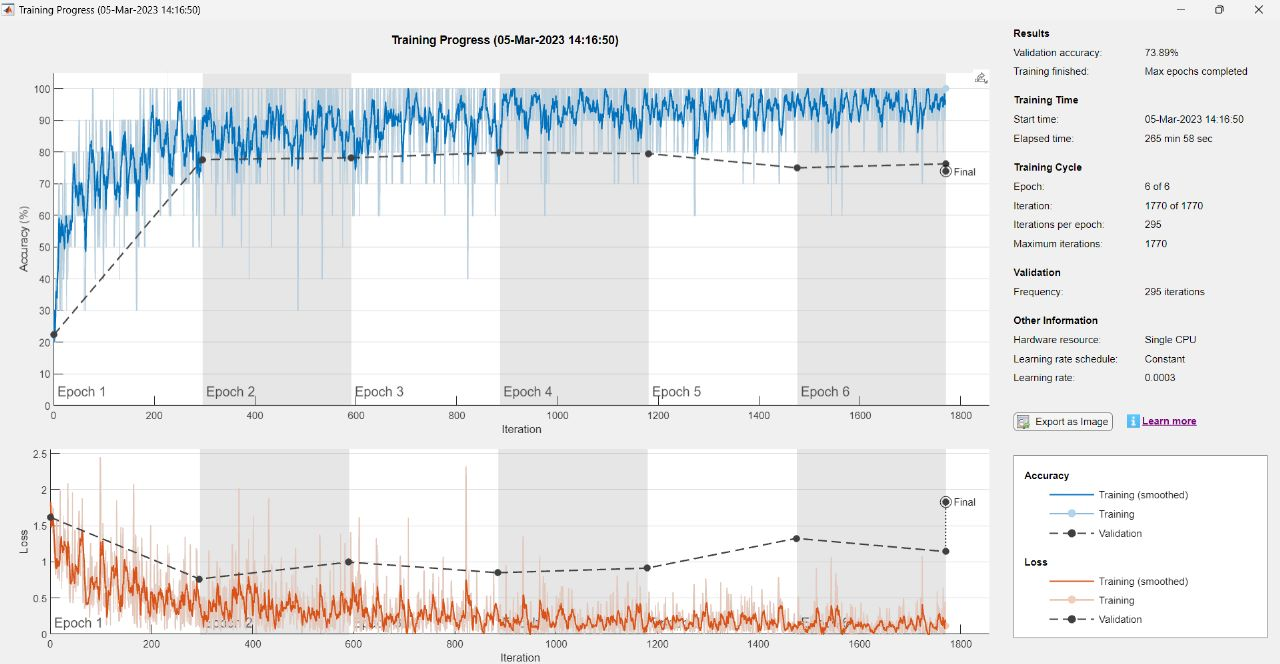 Training Progress (05-Mar-2023 14:16:50)
Training Progress (05-Mar-2023 14:16:50)
Accuracy (%)
100
90
80
70
60
50
40
30
20
10
0
Final
Epoch 1 Epoch 2 Epoch 3 Epoch 4 Epoch 5 Epoch 6
0 200 400 600 800 1000 1200 1400 1600 1800
Iteration
Loss
2.5
2
1.5
1
0.5
0
Final
Epoch 1
0 200 400 600 800 1000 1200 1400 1600 1800
Iteration
Results
Validation accuracy: 73.89%
Training finished: Max epochs completed
Training Time
Start time: 05-Mar-2023 14:16:50
Elapsed time: 265 min 58 sec
Training Cycle
Epoch: 6 of 6
Iteration: 1770 of 1770
Iterations per epoch: 295
Maximum iterations: 1770
Validation
Frequency: 295 iterations
Other Information
Hardware resource: Single CPU
Learning rate schedule: Constant
Learning rate: 0.0003
Export as Image Learn more
Accuracy
Training (smoothed)
Training
Validation
Loss
Training (smoothed)
Training
Validation